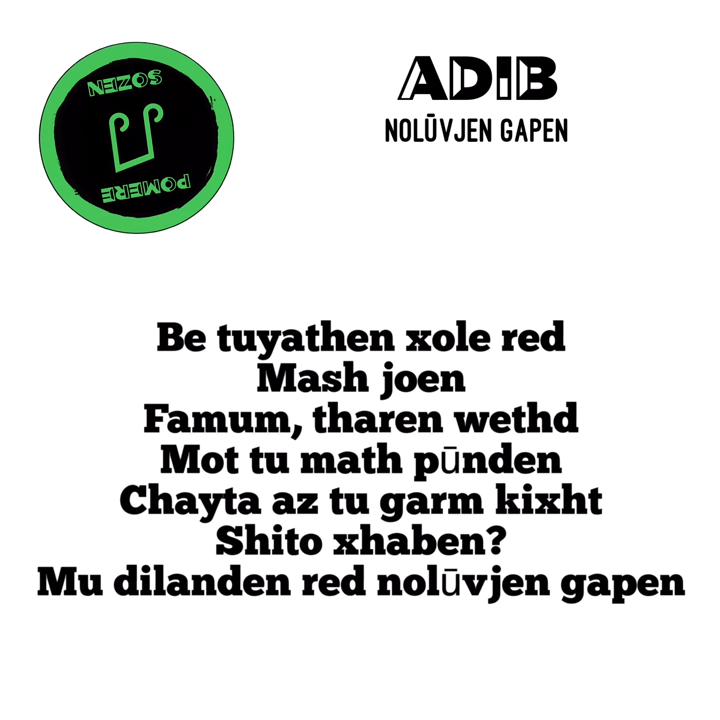 SOZEN
POMERE
ADIB
NOLŪVJEN GAPEN
Be tuyathen xole red
Mash joen
Famum, tharen wethd
Mot tu math pūnden
Chayta az tu garm kixht
Shito xhaben?
Mu dilanden red nolūvjen gapen